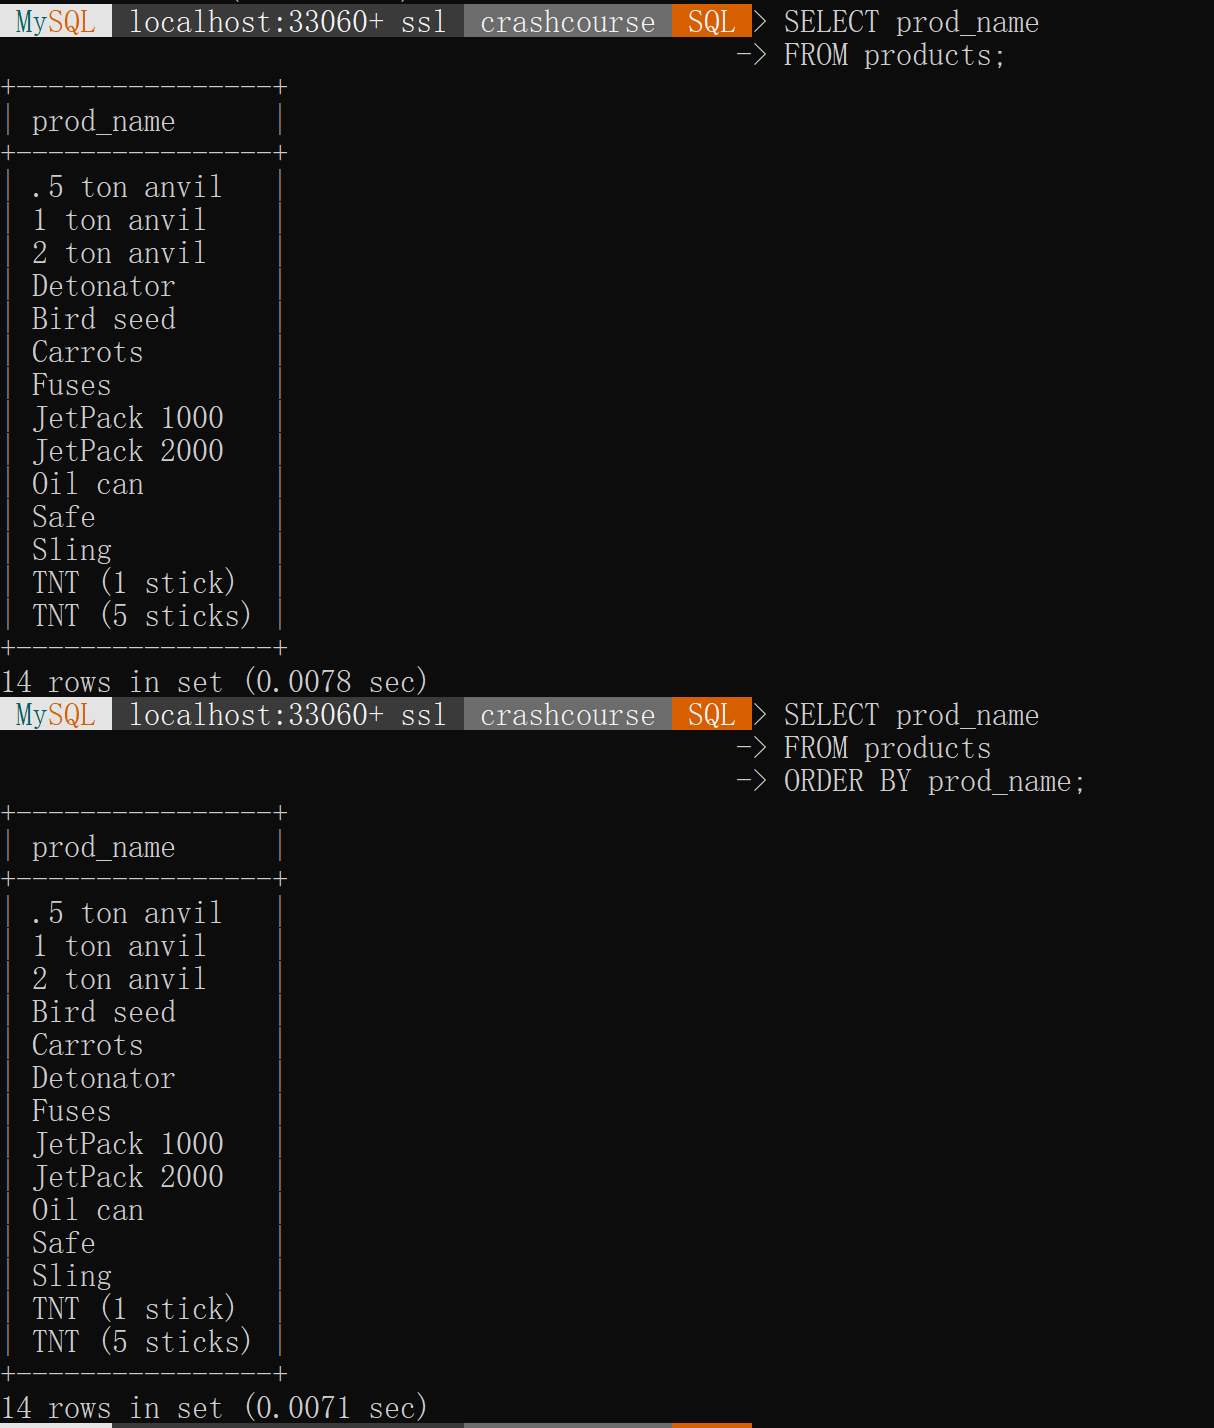 MySQL localhost:33060+ ssl crashcourse SQL > SELECT prod_name
-> FROM products;
+----------------+
| prod_name      |
+----------------+
| .5 ton anvil   |
| 1 ton anvil    |
| 2 ton anvil    |
| Detonator      |
| Bird seed      |
| Carrots        |
| Fuses          |
| JetPack 1000   |
| JetPack 2000   |
| Oil can        |
| Safe           |
| Sling          |
| TNT (1 stick)  |
| TNT (5 sticks) |
+----------------+
14 rows in set (0.0078 sec)
MySQL localhost:33060+ ssl crashcourse SQL > SELECT prod_name
-> FROM products
-> ORDER BY prod_name;
+----------------+
| prod_name      |
+----------------+
| .5 ton anvil   |
| 1 ton anvil    |
| 2 ton anvil    |
| Bird seed      |
| Carrots        |
| Detonator      |
| Fuses          |
| JetPack 1000   |
| JetPack 2000   |
| Oil can        |
| Safe           |
| Sling          |
| TNT (1 stick)  |
| TNT (5 sticks) |
+----------------+
14 rows in set (0.0071 sec)